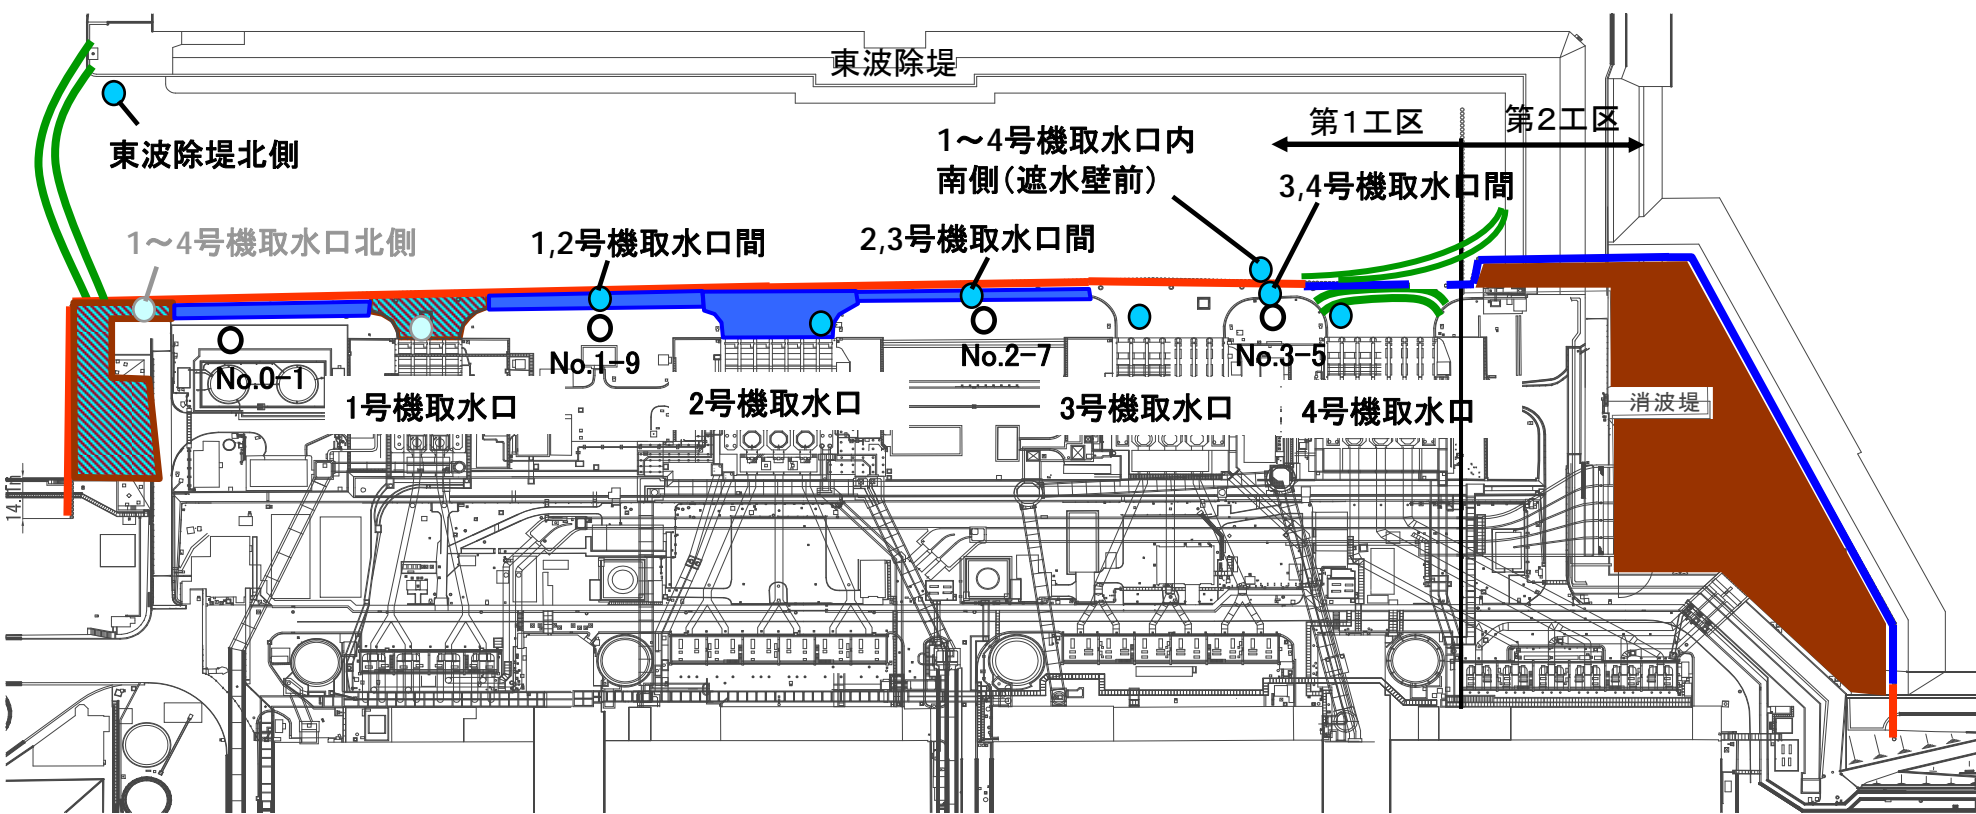 東波除堤
第1工区
第2工区
1～4号機取水口内
南側(遮水壁前)
東波除堤北側
3,4号機取水口間
1～4号機取水口北側
1,2号機取水口間
2,3号機取水口間
No.0-1
No.1-9
No.2-7
No.3-5
1号機取水口
2号機取水口
3号機取水口
4号機取水口
消波堤